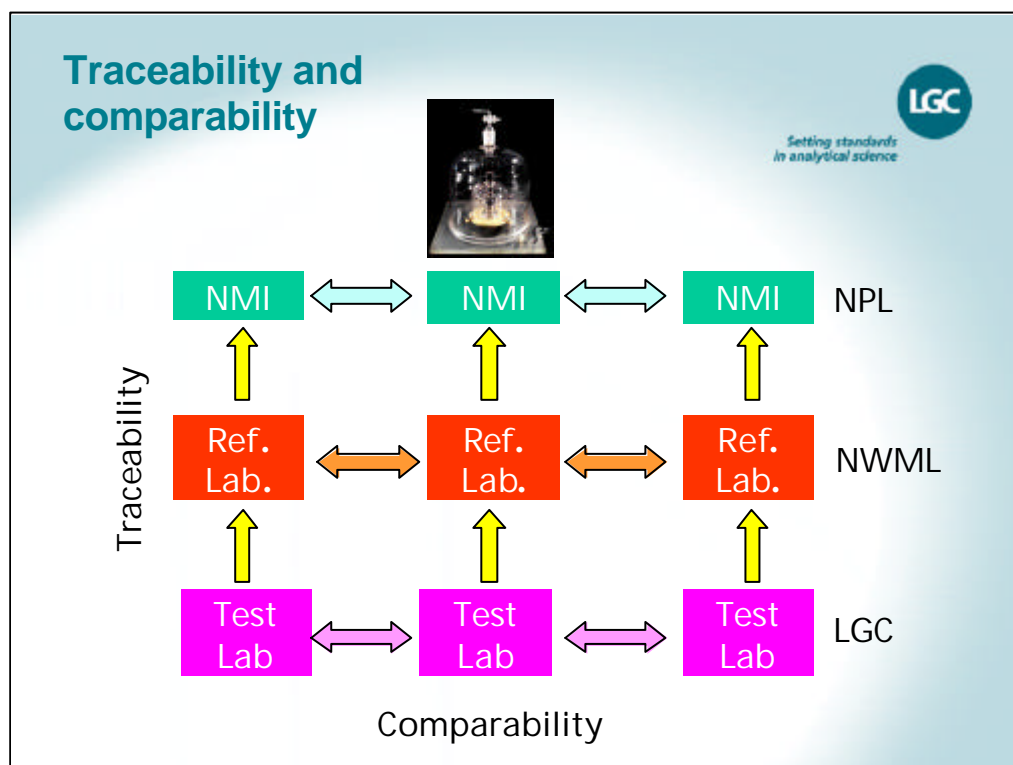 Traceability and
comparability
LGC
Setting standards
in analytical science
NMI NMI NMI NPL
Traceability
Ref. Ref. Ref.
Lab. Lab. Lab. NWML
Test Test Test
Lab Lab Lab LGC
Comparability